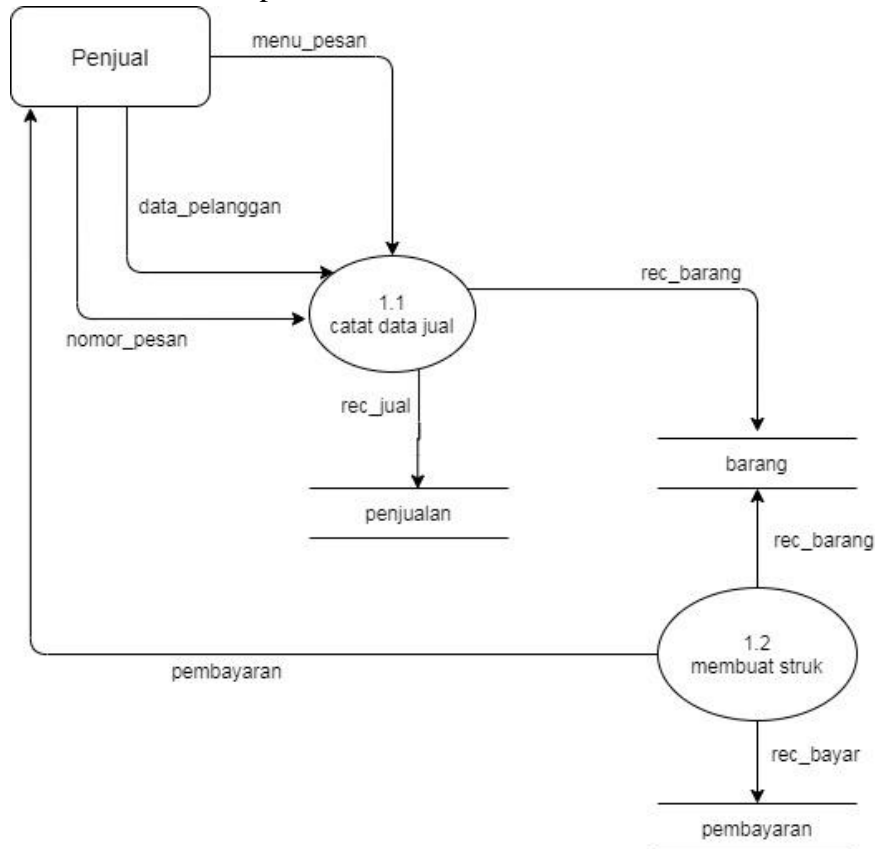 Penjual
menu_pesan
data_pelanggan
rec_barang
1.1
catat data jual
nomor_pesan
rec_jual
barang
penjualan
rec_barang
1.2
membuat struk
pembayaran
rec_bayar
pembayaran